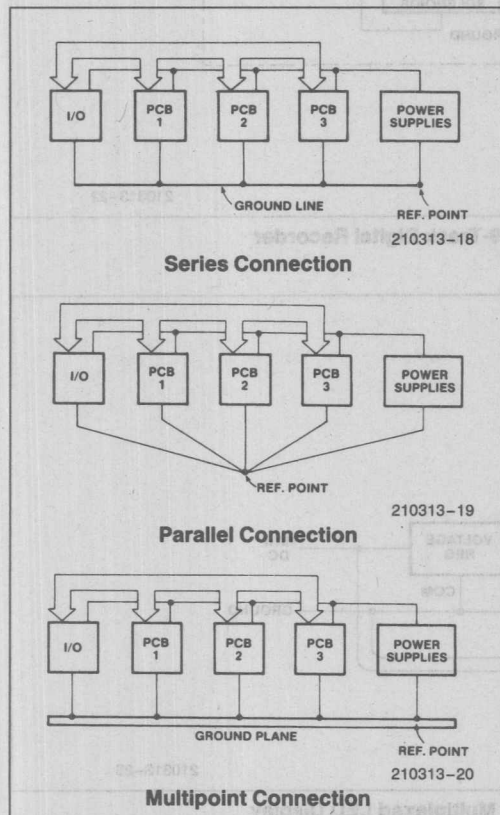 I/O
PCB
1
PCB
2
PCB
3
POWER
SUPPLIES
GROUND LINE
REF. POINT
210313-18
Series Connection
I/O
PCB
1
PCB
2
PCB
3
POWER
SUPPLIES
REF. POINT
210313-19
Parallel Connection
I/O
PCB
1
PCB
2
PCB
3
POWER
SUPPLIES
GROUND PLANE
REF. POINT
210313-20
Multipoint Connection